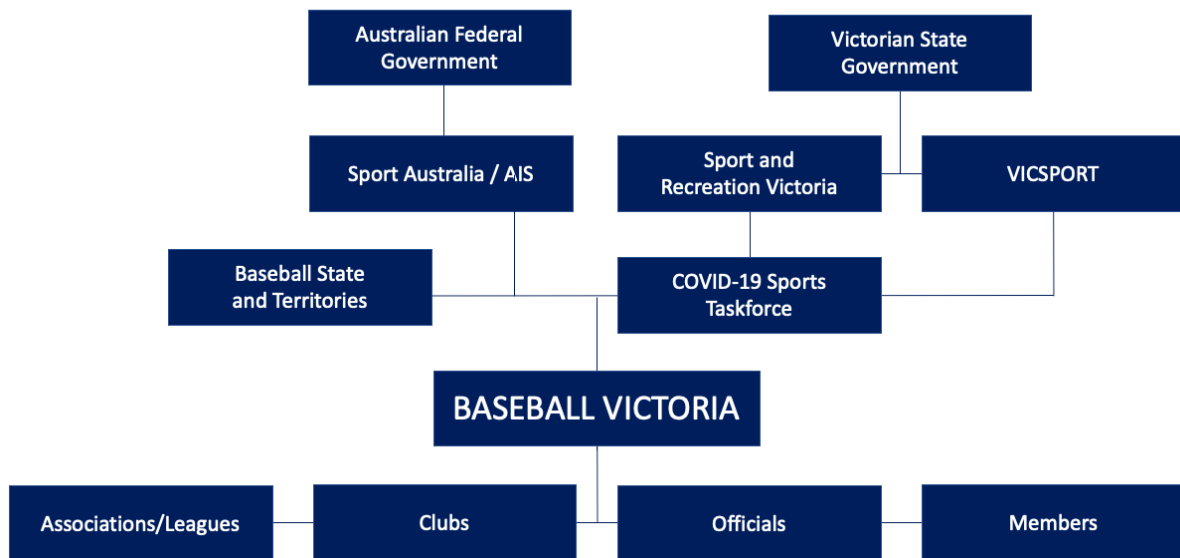 Australian Federal
Government
Victorian State
Government
Sport Australia / AIS
Sport and
Recreation Victoria
VICSPORT
Baseball State
and Territories
COVID-19 Sports
Taskforce
BASEBALL VICTORIA
Associations/Leagues
Clubs
Officials
Members